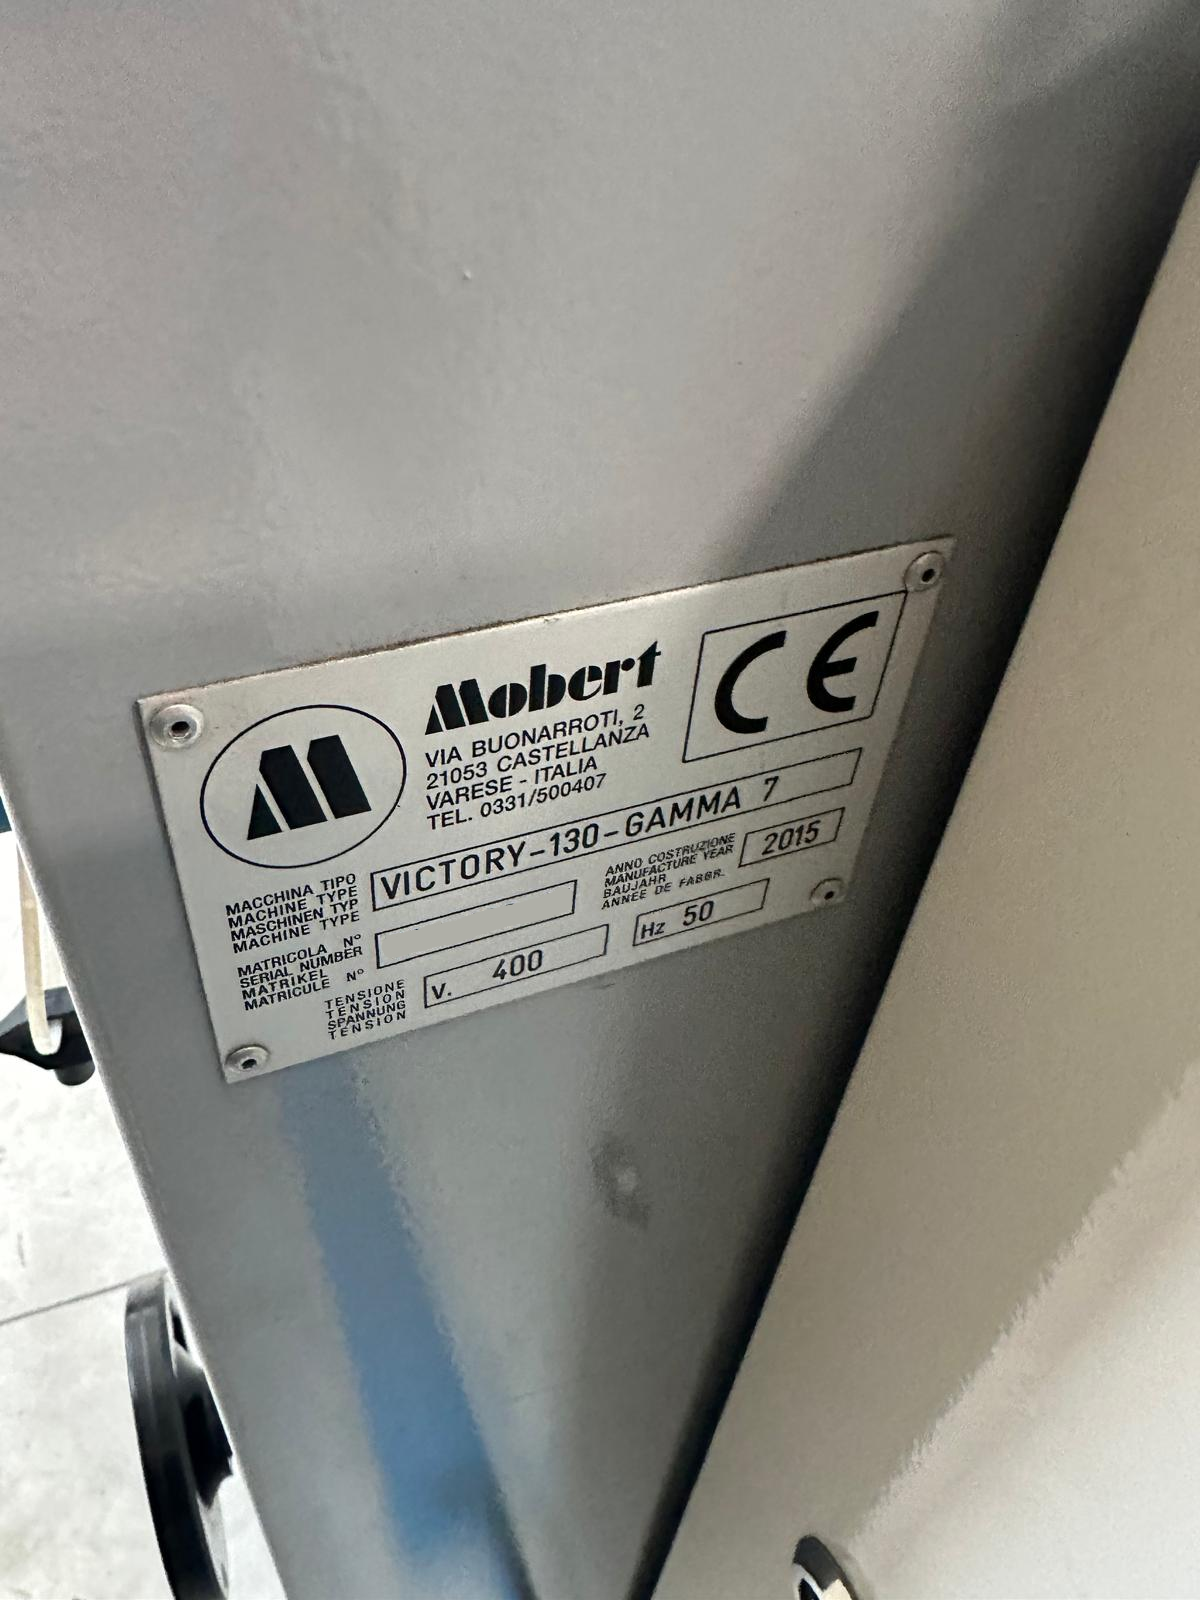 M
Mobert
VIA BUONARROTI, 2
21053 CASTELLANZA
VARESE - ITALIA
TEL. 0331/500407
CE
MACCHINA TIPO
MACHINE TYPE
MASCHINEN TYP
MACHINE TYPE
VICTORY-130-GAMMA 7
MATRICOLA N°
SERIAL NUMBER
MATRIKEL
MATRICULE N°
ANNO COSTRUZIONE
MANUFACTURE YEAR
BAUJAHR
ANNEE DE FABBR.
2015
TENSIONE
TENSION
SPANNUNG
TENSION
V. 400
Hz 50